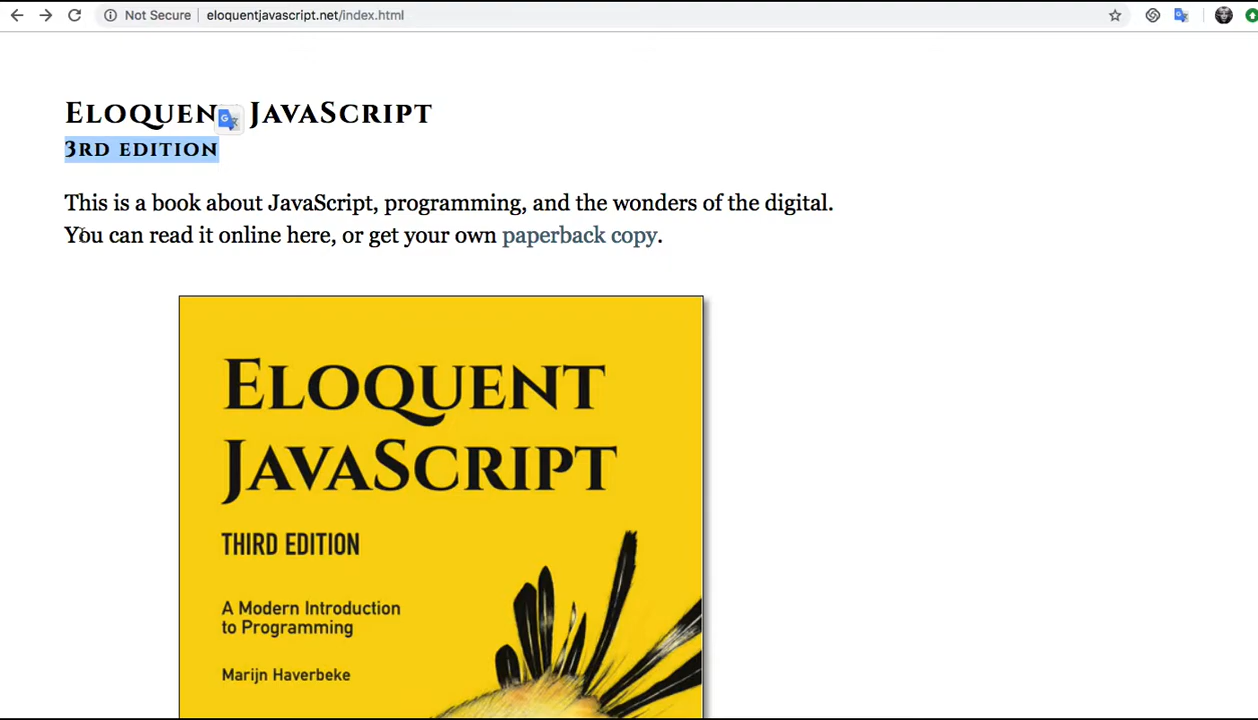 Not Secure | eloquentjavascript.net/index.html
ELOQUEN JAVASCRIPT
3RD EDITION
This is a book about JavaScript, programming, and the wonders of the digital.
You can read it online here, or get your own paperback copy.
ELOQUENT
JAVASCRIPT
THIRD EDITION
A Modern Introduction
to Programming
Marijn Haverbeke